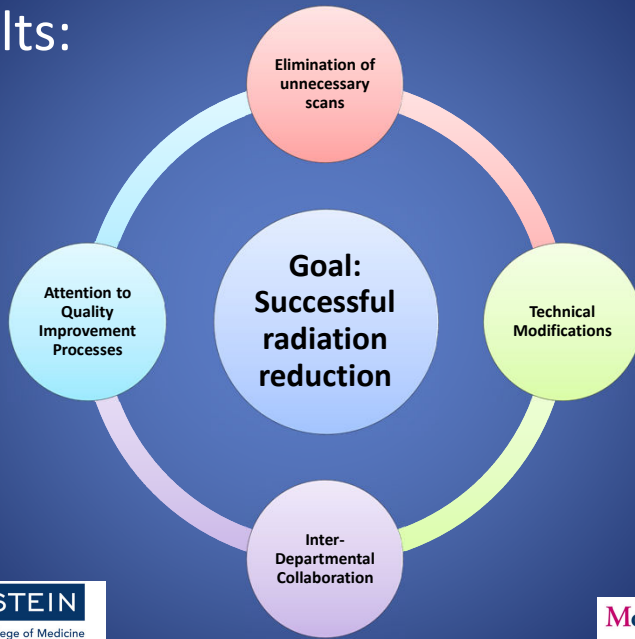 lts:
Elimination of
unnecessary
scans
Goal:
Successful
radiation
reduction
Attention to
Quality
Improvement
Processes
Technical
Modifications
Inter-
Departmental
Collaboration
STEIN
ege of Medicine
M